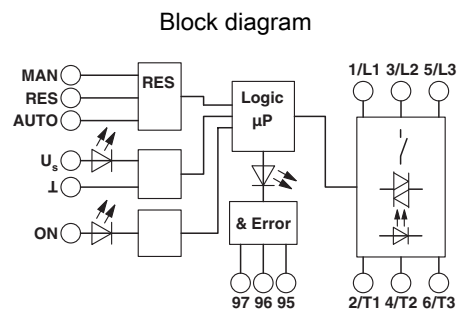 Block diagram
1/L1 3/L2 5/L3
MAN
RES
RES
AUTO
Logic
µP
Us
⊥
ON
& Error
97 96 95
2/T1 4/T2 6/T3